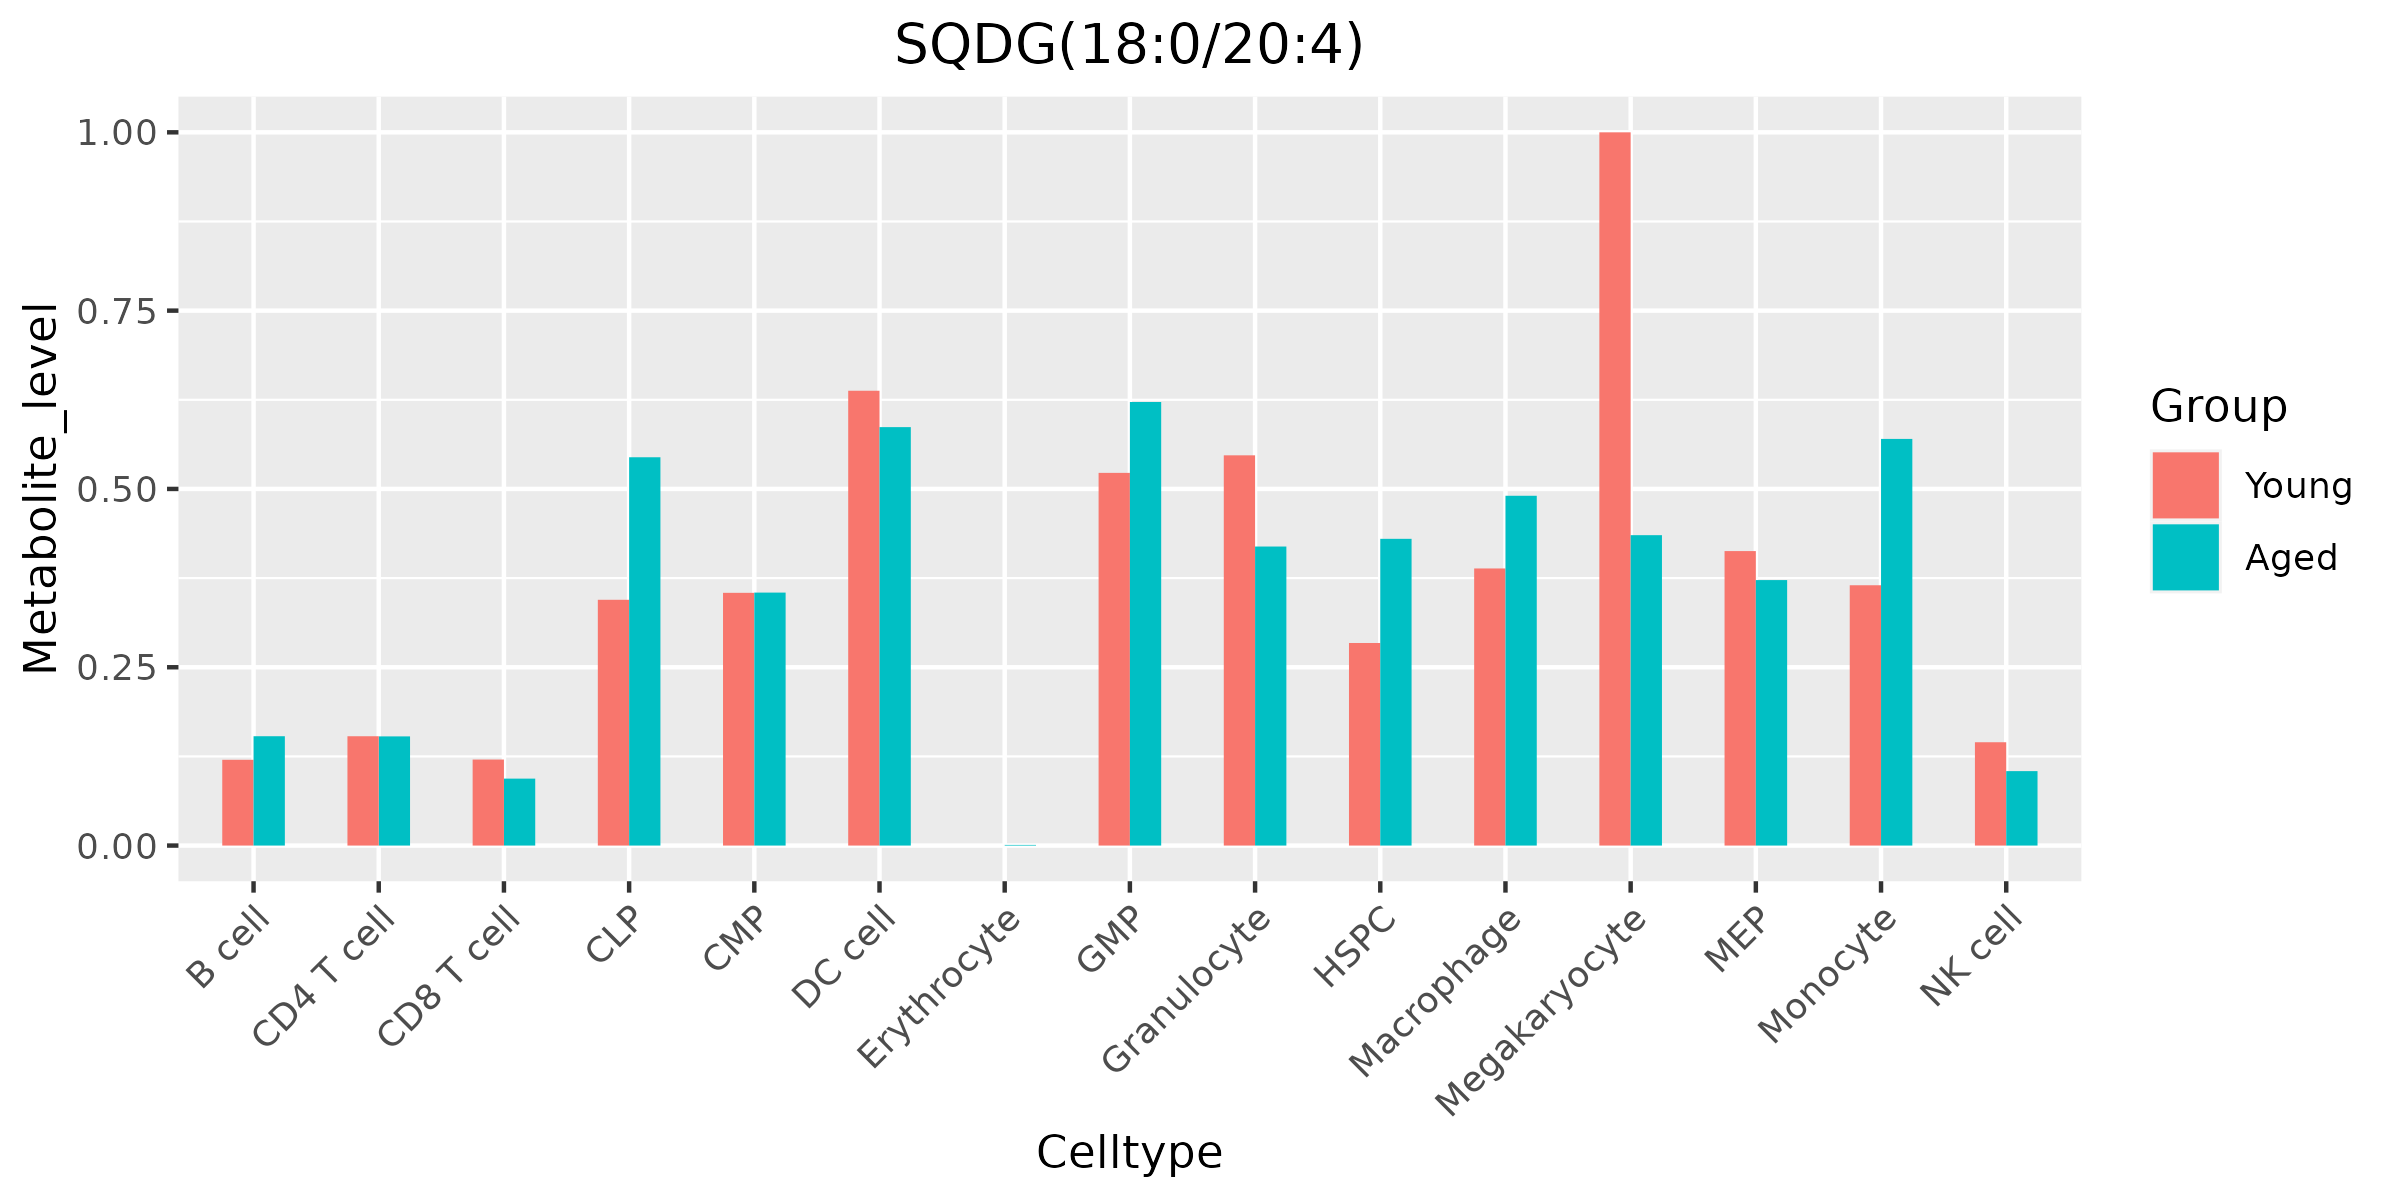 SQDG(18:0/20:4)
Metabolite_level
1.00
0.75
0.50
0.25
0.00
B cell
CD4 T cell
CD8 T cell
CLP
CMP
DC cell
Erythrocyte
GMP
Granulocyte
HSPC
Macrophage
Megakaryocyte
MEP
Monocyte
NK cell
Celltype
Group
Young
Aged